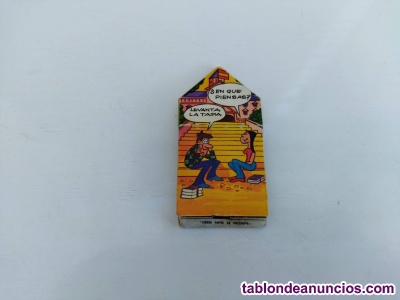 ¿EN QUE
PIENSAS?
LEVANTA
LA TAPA
tablondeanuncios.com